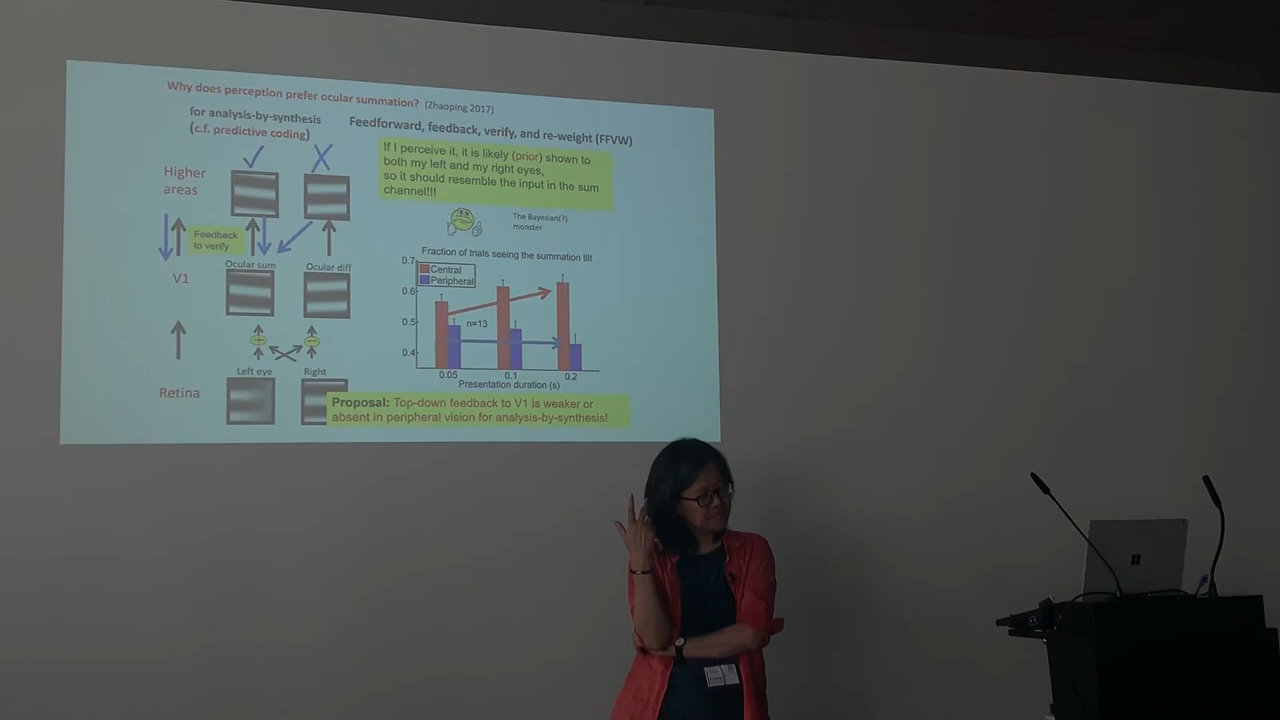 Why does perception prefer ocular summation? (Zhaoping 2017)
for analysis-by-synthesis
(c.f. predictive coding)
Feedforward, feedback, verify, and re-weight (FFVW)
If I perceive it, it is likely (prior) shown to
both my left and my right eyes,
so it should resemble the input in the sum
channel!!!
Higher
areas
The Bayesian(?)
monster
Feedback
to verify
Ocular sum
Ocular diff
V1
Fraction of trials seeing the summation tilt
0.7
Central
Peripheral
0.6
0.5
n=13
0.4
0.05
0.1
0.2
Presentation duration (s)
+
−
Left eye
Right
Retina
Proposal: Top-down feedback to V1 is weaker or
absent in peripheral vision for analysis-by-synthesis!